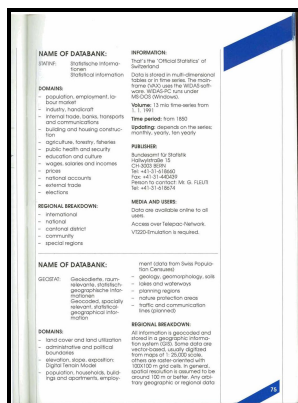 NAME OF DATABANK:
STATINF: Statistische Informa-
tionen
Statistical information
DOMAINS:
- population, employment, la-
bour market
- industry, handicraft
- internal trade, banks, transports
and communications
- building and housing construc-
tion
- agriculture, foresty, fisheries
- public health and security
- education and culture
- wages, salaries and incomes
- prices
- national accounts
- external trade
- elections
REGIONAL BREAKDOWN:
- international
- national
- cantonal district
- community
- special regions
INFORMATION:
That's the "Official Statistics" of
Switzerland
Data is stored in multi-dimensional
tables or in time series. The main-
frame (VAX) uses the WIDAS-soft-
ware. WIDAS-PC runs under
MS-DOS (Windows).
Volume: 13 mio time-series from
1. 1. 1991
Time period: from 1850
Updating: depends on the series:
monthly, yearly, ten yearly
PUBLISHER:
Bundesamt für Statistik
Hallwylstraße 15
CH-3003 BERN
Tel: +41-31-618660
Fax: +41-31-440439
Person to contact: Mr. G. FLEUTI
Tel: +41-31-618674
MEDIA AND USERS:
Data are available online to all
users.
Access over Telepac-Network.
VT220-Emulation is required.
NAME OF DATABANK:
GEOSTAT: Geokodierte, raum-
relevante, statistisch-
geographische Infor-
mationen
Geocoded, spacially
relevant, statistical-
geographical infor-
mation
DOMAINS:
- land cover and land utilization
- administrative and political
boundaries
- elevation, slope, exposition:
Digital Terrain Model
- population, households, build-
ings and apartments, employ-
ment (data from Swiss Popula-
tion Censuses)
- geology, geomorphology, soils
- lakes and waterways
- planning regions
- nature protection areas
- traffic and communication
lines (planned)
REGIONAL BREAKDOWN:
All information is geocoded and
stored in a geographic informa-
tion system (GIS). Some data are
vector-based, usually digitized
from maps at 1: 25,000 scale,
others are raster-oriented with
100X100 m grid cells. In general,
spatial resolution is assumed to be
around 100 m or better. Any arbi-
trary geographic or regional data
75